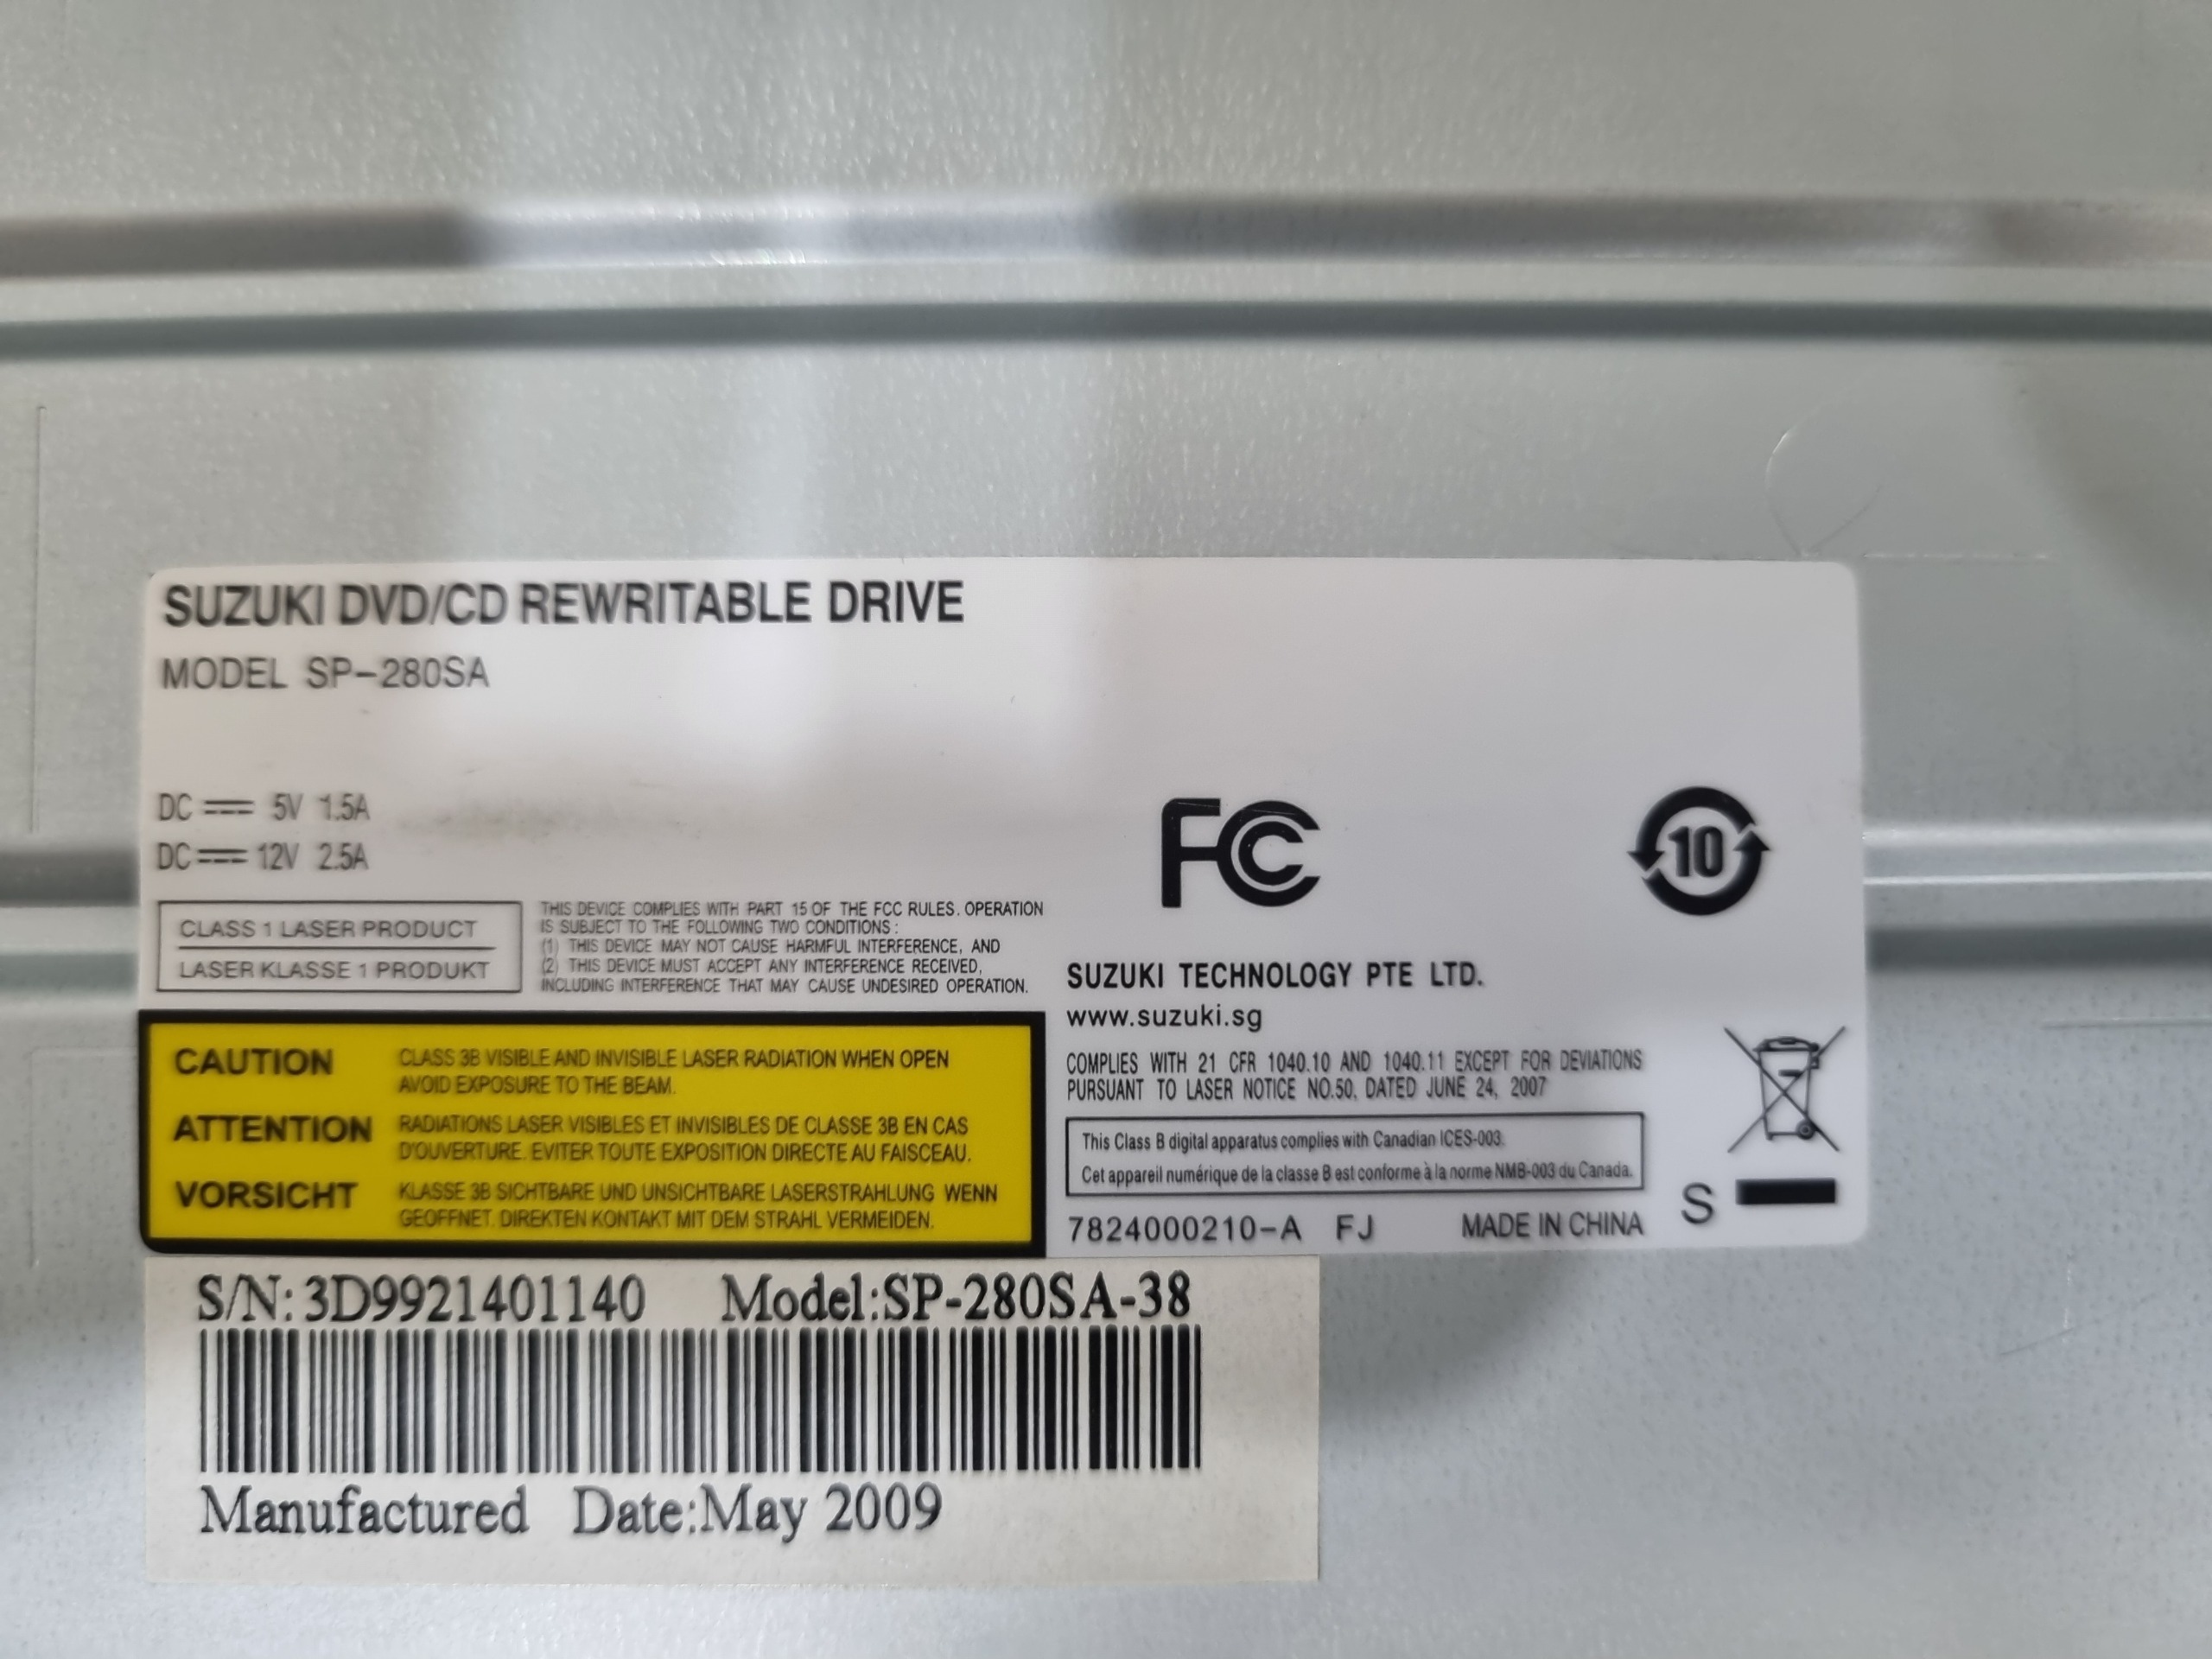 SUZUKI DVD/CD REWRITABLE DRIVE
MODEL SP-280SA
DC 5V 1.5A
DC 12V 2.5A
CLASS 1 LASER PRODUCT
LASER KLASSE 1 PRODUKT
THIS DEVICE COMPLIES WITH PART 15 OF THE FCC RULES. OPERATION
IS SUBJECT TO THE FOLLOWING TWO CONDITIONS:
(1) THIS DEVICE MAY NOT CAUSE HARMFUL INTERFERENCE, AND
(2) THIS DEVICE MUST ACCEPT ANY INTERFERENCE RECEIVED,
INCLUDING INTERFERENCE THAT MAY CAUSE UNDESIRED OPERATION.
CAUTION CLASS 3B VISIBLE AND INVISIBLE LASER RADIATION WHEN OPEN
AVOID EXPOSURE TO THE BEAM.
ATTENTION RADIATIONS LASER VISIBLES ET INVISIBLES DE CLASSE 3B EN CAS
D'OUVERTURE. EVITER TOUTE EXPOSITION DIRECTE AU FAISCEAU.
VORSICHT KLASSE 3B SICHTBARE UND UNSICHTBARE LASERSTRAHLUNG WENN
GEOFFNET. DIREKTEN KONTAKT MIT DEM STRAHL VERMEIDEN.
FC
10
SUZUKI TECHNOLOGY PTE LTD.
www.suzuki.sg
COMPLIES WITH 21 CFR 1040.10 AND 1040.11 EXCEPT FOR DEVIATIONS
PURSUANT TO LASER NOTICE NO.50, DATED JUNE 24, 2007
This Class B digital apparatus complies with Canadian ICES-003.
Cet appareil numérique de la classe B est conforme à la norme NMB-003 du Canada.
7824000210-A FJ MADE IN CHINA
S
S/N: 3D9921401140 Model:SP-280SA-38
Manufactured Date:May 2009